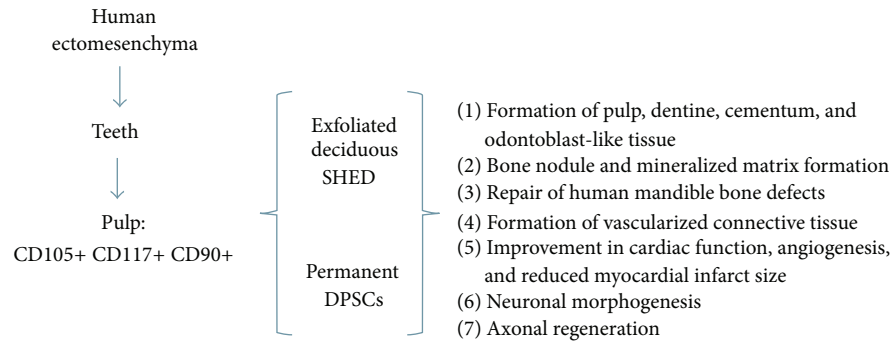 Human
ectomesenchyma
Teeth
Pulp:
CD105+ CD117+ CD90+
Exfoliated
deciduous
SHED
Permanent
DPSCs
(1) Formation of pulp, dentine, cementum, and
odontoblast-like tissue
(2) Bone nodule and mineralized matrix formation
(3) Repair of human mandible bone defects
(4) Formation of vascularized connective tissue
(5) Improvement in cardiac function, angiogenesis,
and reduced myocardial infarct size
(6) Neuronal morphogenesis
(7) Axonal regeneration